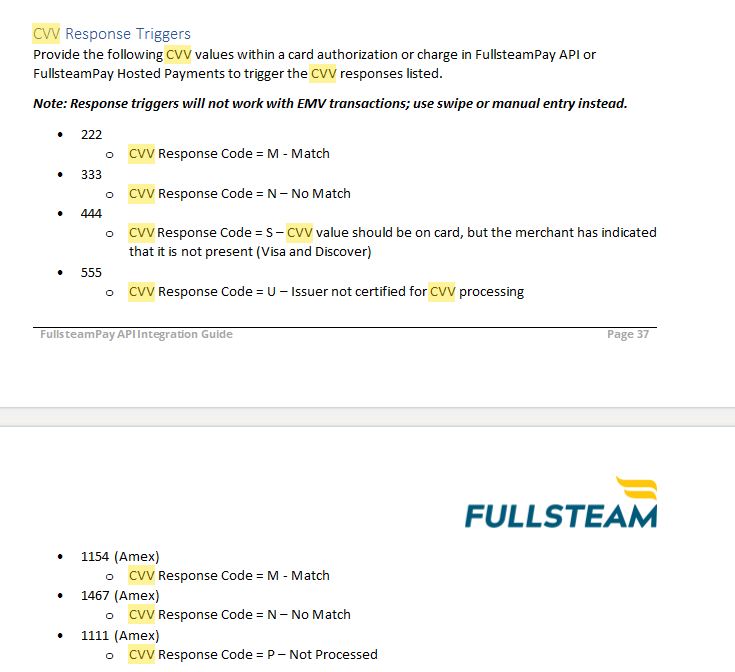 CVV Response Triggers
Provide the following CVV values within a card authorization or charge in FullsteamPay API or
FullsteamPay Hosted Payments to trigger the CVV responses listed.
Note: Response triggers will not work with EMV transactions; use swipe or manual entry instead.
• 222
o CVV Response Code = M - Match
• 333
o CVV Response Code = N – No Match
• 444
o CVV Response Code = S – CVV value should be on card, but the merchant has indicated
that it is not present (Visa and Discover)
• 555
o CVV Response Code = U – Issuer not certified for CVV processing
FullsteamPay API Integration Guide Page 37
FULLSTEAM
• 1154 (Amex)
o CVV Response Code = M - Match
• 1467 (Amex)
o CVV Response Code = N – No Match
• 1111 (Amex)
o CVV Response Code = P – Not Processed